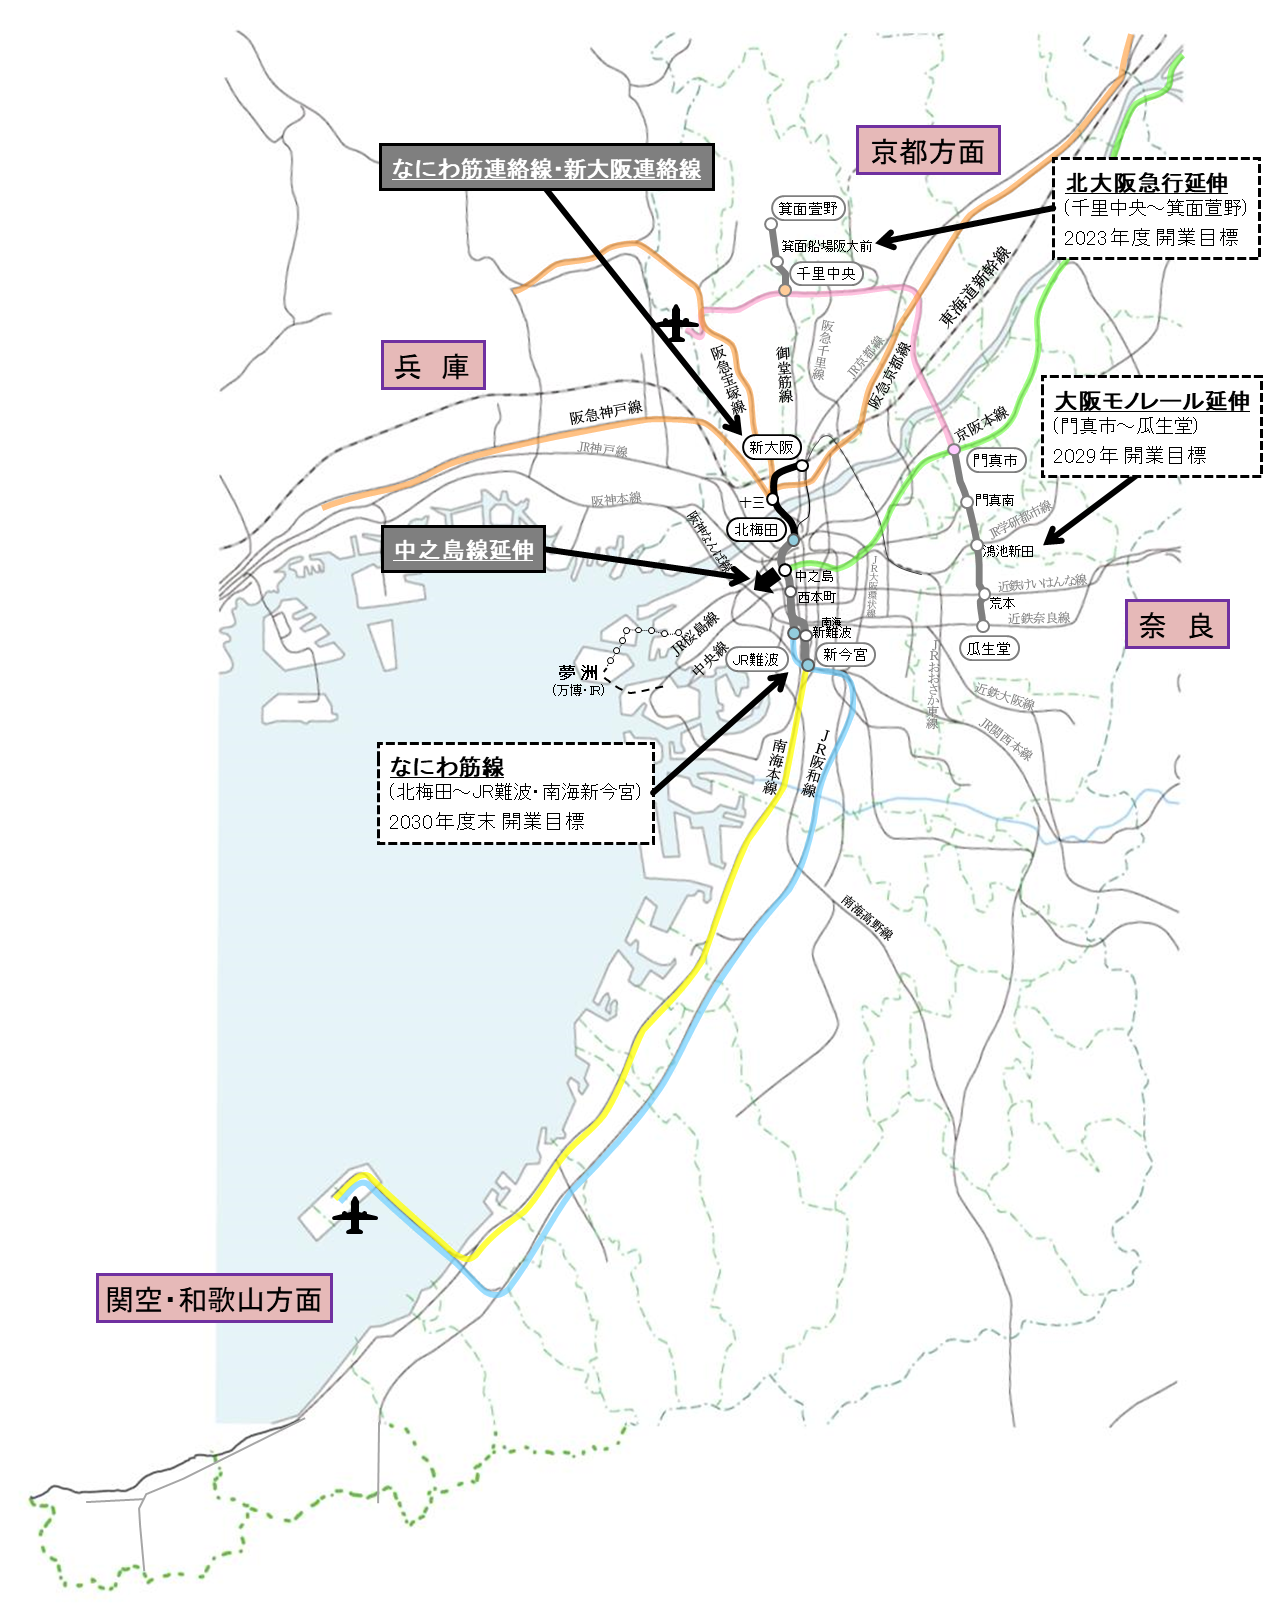 京都方面
なにわ筋連絡線・新大阪連絡線
北大阪急行延伸
(千里中央～箕面萱野)
2023年度 開業目標
箕面萱野
箕面船場阪大前
千里中央
東海道新幹線
阪急千里線
JR京都線
阪急京都線
御堂筋線
阪急宝塚線
兵　庫
阪急神戸線
JR神戸線
阪神本線
阪神なんば線
京阪本線
大阪モノレール延伸
(門真市～瓜生堂)
2029年 開業目標
新大阪
門真市
十三
門真南
北梅田
JR学研都市線
中之島線延伸
鴻池新田
中之島
JR大阪環状線
近鉄けいはんな線
西本町
荒本
近鉄奈良線
奈　良
南海
新難波
JR桜島線
中央線
JR難波
新今宮
瓜生堂
夢洲
(万博・IR)
JRおおさか東線
近鉄大阪線
JR関西本線
なにわ筋線
(北梅田～JR難波・南海新今宮)
2030年度末 開業目標
南海本線
JR阪和線
南海高野線
関空・和歌山方面